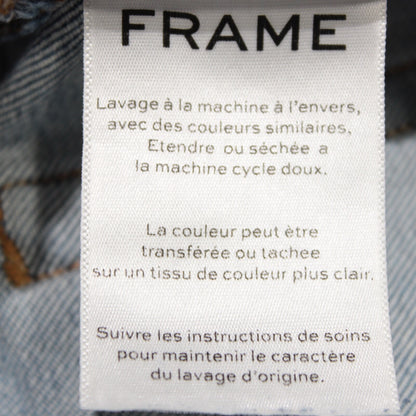 FRAME
Lavage à la machine à l'envers,
avec des couleurs similaires.
Etendre ou séchée a
la machine cycle doux.
La couleur peut être
transférée ou tachee
sur un tissu de couleur plus clair.
Suivre les instructions de soins
pour maintenir le caractère
du lavage d'origine.